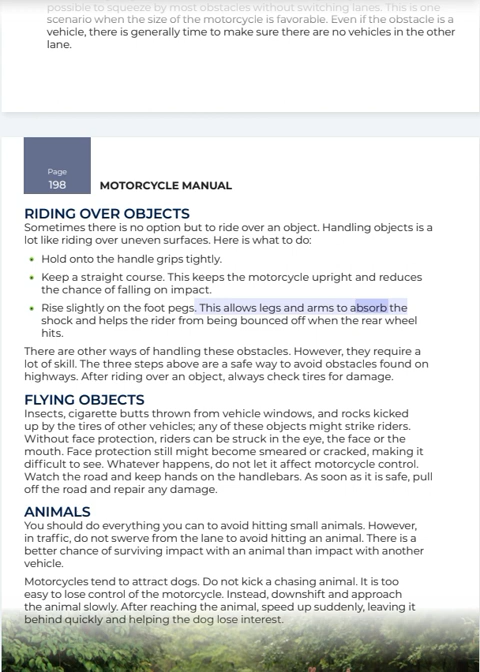 possible to squeeze by most obstacles without switching lanes. This is one
scenario when the size of the motorcycle is favorable. Even if the obstacle is a
vehicle, there is generally time to make sure there are no vehicles in the other
lane.
Page
198
MOTORCYCLE MANUAL
RIDING OVER OBJECTS
Sometimes there is no option but to ride over an object. Handling objects is a
lot like riding over uneven surfaces. Here is what to do:
Hold onto the handle grips tightly.
Keep a straight course. This keeps the motorcycle upright and reduces
the chance of falling on impact.
Rise slightly on the foot pegs. This allows legs and arms to absorb the
shock and helps the rider from being bounced off when the rear wheel
hits.
There are other ways of handling these obstacles. However, they require a
lot of skill. The three steps above are a safe way to avoid obstacles found on
highways. After riding over an object, always check tires for damage.
FLYING OBJECTS
Insects, cigarette butts thrown from vehicle windows, and rocks kicked
up by the tires of other vehicles; any of these objects might strike riders.
Without face protection, riders can be struck in the eye, the face or the
mouth. Face protection still might become smeared or cracked, making it
difficult to see. Whatever happens, do not let it affect motorcycle control.
Watch the road and keep hands on the handlebars. As soon as it is safe, pull
off the road and repair any damage.
ANIMALS
You should do everything you can to avoid hitting small animals. However,
in traffic, do not swerve from the lane to avoid hitting an animal. There is a
better chance of surviving impact with an animal than impact with another
vehicle.
Motorcycles tend to attract dogs. Do not kick a chasing animal. It is too
easy to lose control of the motorcycle. Instead, downshift and approach
the animal slowly. After reaching the animal, speed up suddenly, leaving it
behind quickly and helping the dog lose interest.